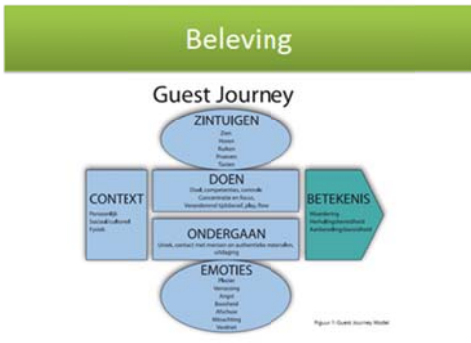 Beleving
Guest Journey
ZINTUIGEN
Zien
Horen
Ruiken
Proeven
Tasten
DOEN
Doel, competenties, controle
Concentratie en focus,
Veranderend tijdsbesef, play, flow
CONTEXT
Persoonlijk
Sociaal/cultureel
Fysiek
ONDERGAAN
Uniek, contact met mensen en authentieke materialen,
uitdaging
BETEKENIS
Waardering
Herhalingsbereidheid
Aanbevelingsbereidheid
EMOTIES
Plezier
Verrassing
Angst
Boosheid
Afschuw
Minachting
Verdriet
Figuur 1: Guest Journey Model